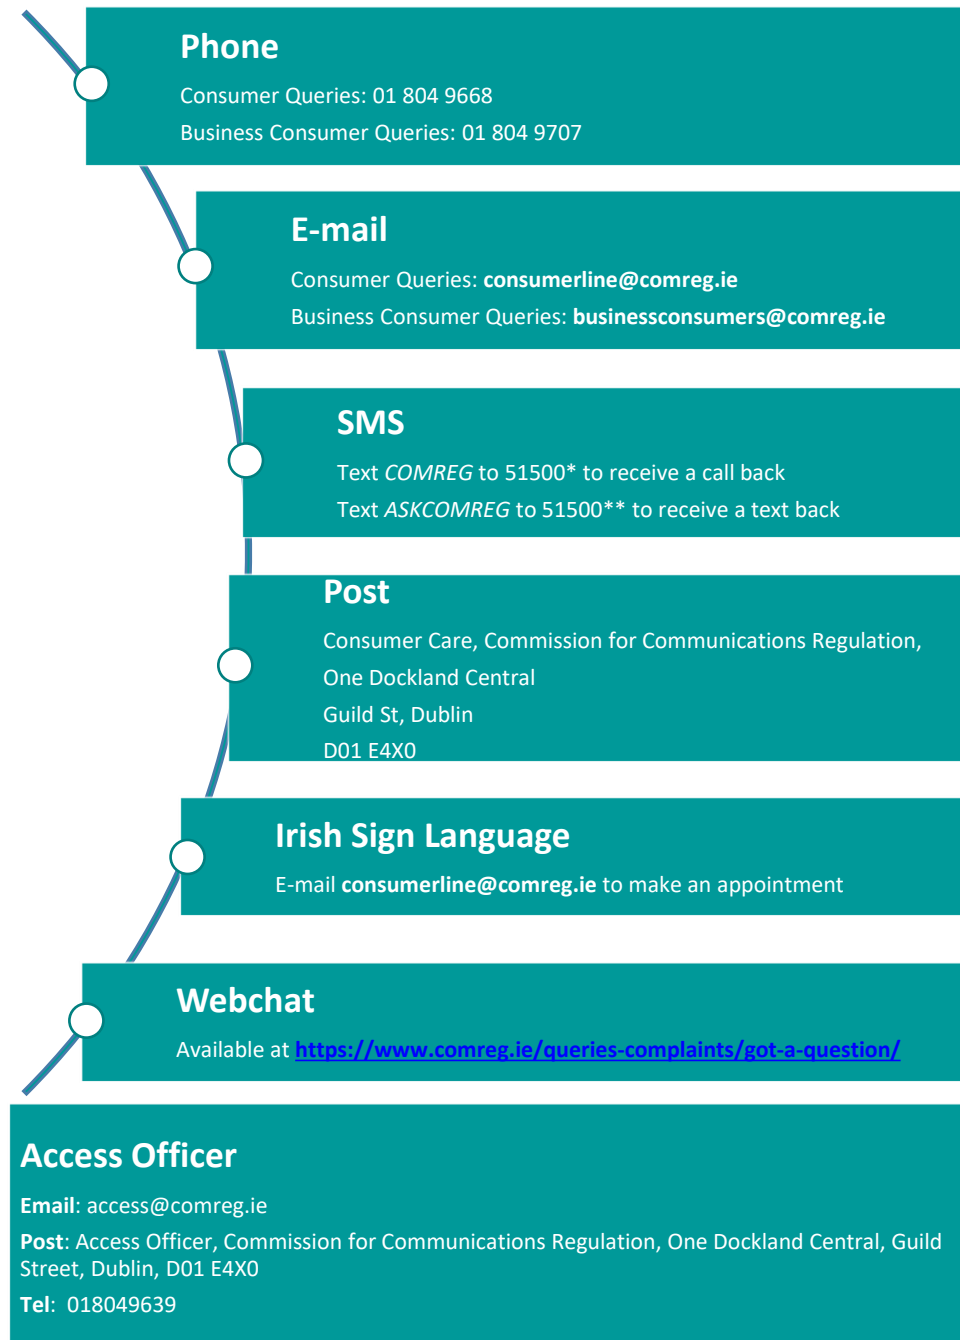 Phone
Consumer Queries: 01 804 9668
Business Consumer Queries: 01 804 9707
E-mail
Consumer Queries: consumerline@comreg.ie
Business Consumer Queries: businessconsumers@comreg.ie
SMS
Text COMREG to 51500* to receive a call back
Text ASKCOMREG to 51500** to receive a text back
Post
Consumer Care, Commission for Communications Regulation,
One Dockland Central
Guild St, Dublin
D01 E4X0
Irish Sign Language
E-mail consumerline@comreg.ie to make an appointment
Webchat
Available at https://www.comreg.ie/queries-complaints/got-a-question/
Access Officer
Email: access@comreg.ie
Post: Access Officer, Commission for Communications Regulation, One Dockland Central, Guild
Street, Dublin, D01 E4X0
Tel: 018049639